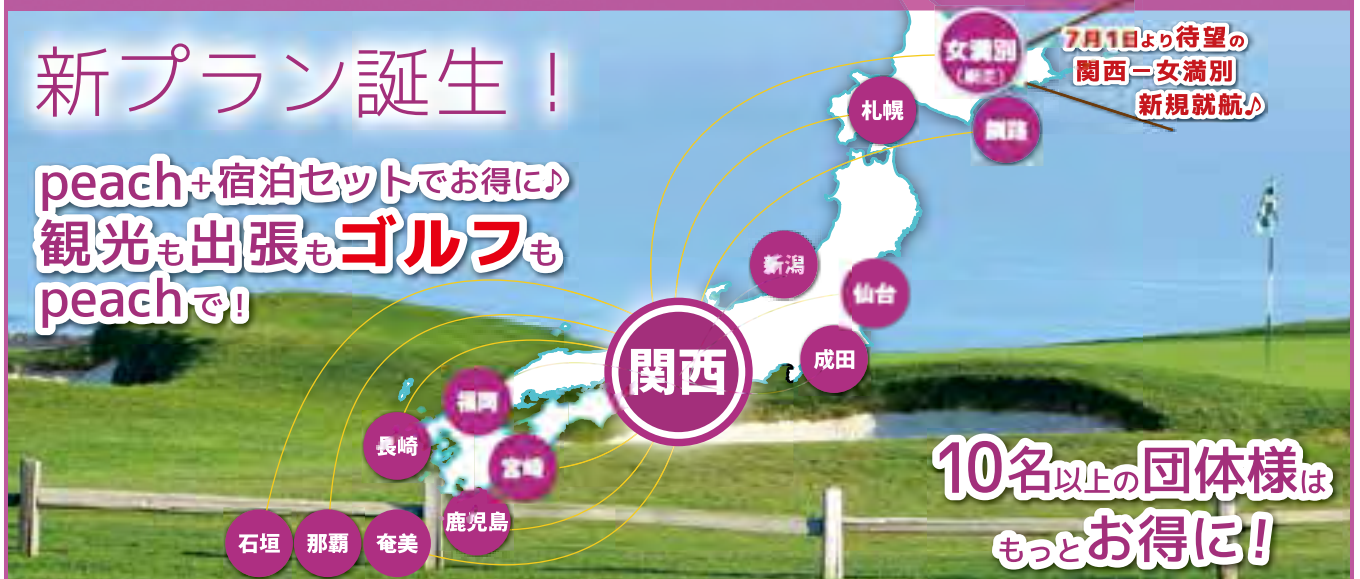 新プラン誕生！
peach+宿泊セットでお得に♪
観光も出張もゴルフも
peachで！
7月1日より待望の
関西－女満別
新規就航♪
女満別
札幌
釧路
新潟
仙台
成田
関西
福岡
長崎
宮崎
鹿児島
石垣
那覇
奄美
10名以上の団体様は
もっとお得に！